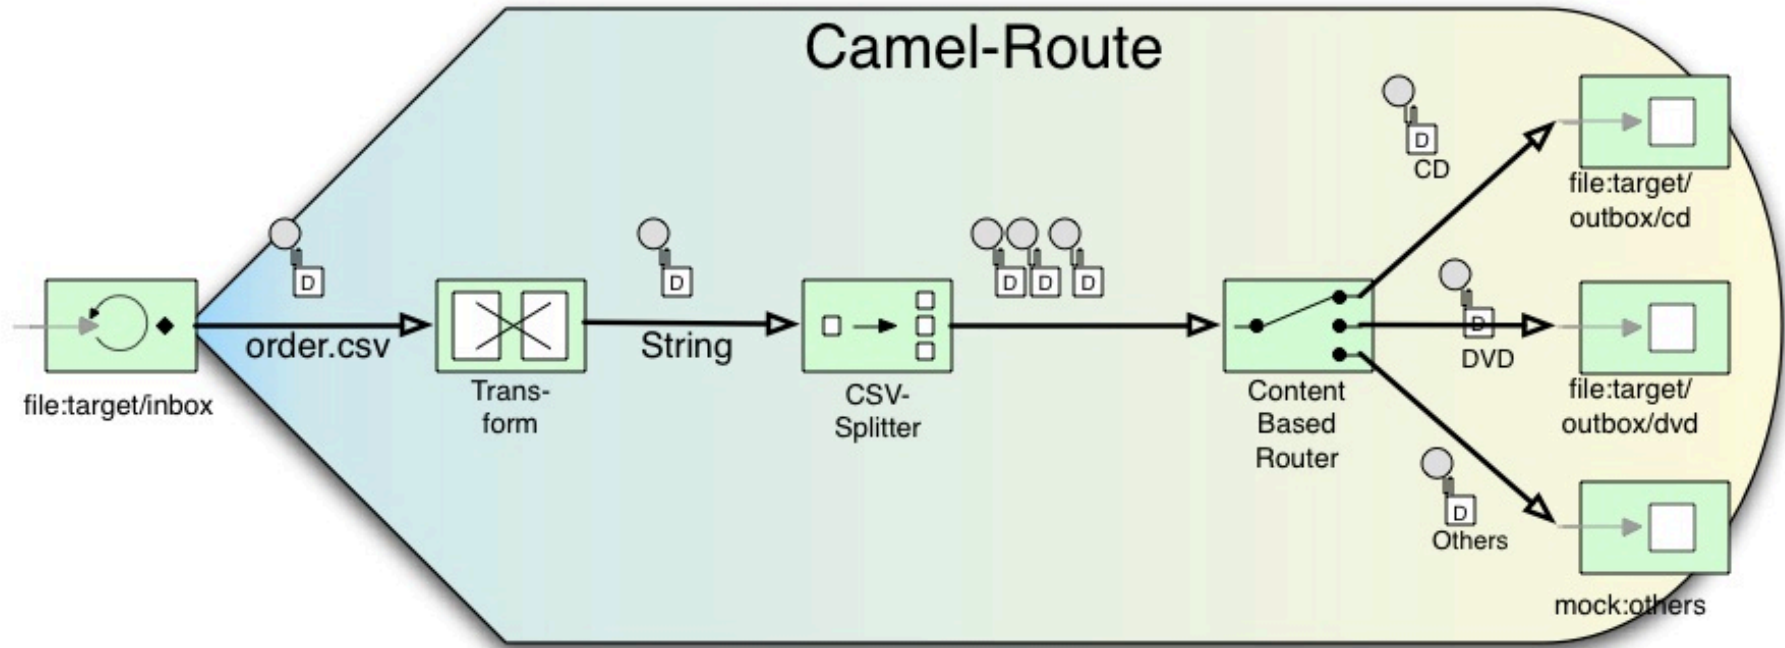 Camel-Route
D
order.csv
file:target/inbox
Trans-
form
D
String
CSV-
Splitter
D D D
Content
Based
Router
D
CD
file:target/
outbox/cd
D
DVD
file:target/
outbox/dvd
D
Others
mock:others